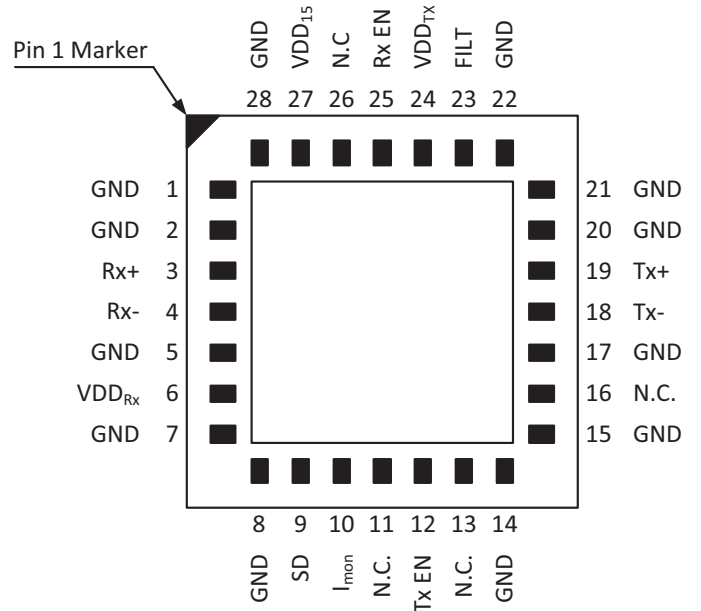 Pin 1 Marker
GND VDD15 N.C Rx EN VDDTX FILT GND
28 27 26 25 24 23 22
GND 1 21 GND
GND 2 20 GND
Rx+ 3 19 Tx+
Rx- 4 18 Tx-
GND 5 17 GND
VDDRx 6 16 N.C.
GND 7 15 GND
8 9 10 11 12 13 14
GND SD Imon N.C. Tx EN N.C. GND